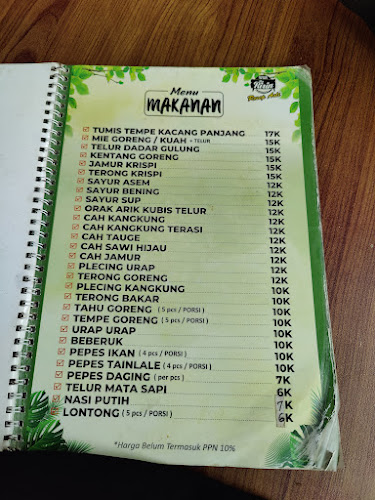 Menu
MAKANAN
TUMIS TEMPE KACANG PANJANG 17K
MIE GORENG / KUAH + TELUR 15K
TELUR DADAR GULUNG 15K
KENTANG GORENG 15K
JAMUR KRISPI 15K
TERONG KRISPI 15K
SAYUR ASEM 12K
SAYUR BENING 12K
SAYUR SUP 12K
ORAK ARIK KUBIS TELUR 12K
CAH KANGKUNG 12K
CAH KANGKUNG TERASI 12K
CAH TAUGE 12K
CAH SAWI HIJAU 12K
CAH JAMUR 12K
PLECING URAP 12K
TERONG GORENG 12K
PLECING KANGKUNG 10K
TERONG BAKAR 10K
TAHU GORENG ( 5 pcs / PORSI ) 10K
TEMPE GORENG ( 5 pcs / PORSI ) 10K
URAP URAP 10K
BEBERUK 10K
PEPES IKAN ( 4 pcs / PORSI ) 10K
PEPES TAINLALE ( 4 pcs / PORSI ) 10K
PEPES DAGING ( per pcs ) 7K
TELUR MATA SAPI 6K
NASI PUTIH 7K
LONTONG ( 5 pcs / PORSI ) 6K
*Harga Belum Termasuk PPN 10%